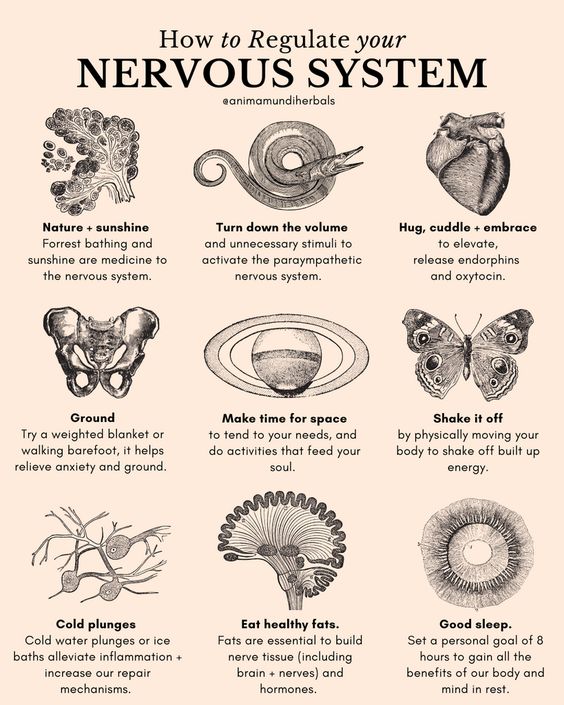 How to Regulate your
NERVOUS SYSTEM
@animamundiherbals
Nature + sunshine
Forrest bathing and
sunshine are medicine to
the nervous system.
Turn down the volume
and unnecessary stimuli to
activate the paraympathetic
nervous system.
Hug, cuddle + embrace
to elevate,
release endorphins
and oxytocin.
Ground
Try a weighted blanket or
walking barefoot, it helps
relieve anxiety and ground.
Make time for space
to tend to your needs, and
do activities that feed your
soul.
Shake it off
by physically moving your
body to shake off built up
energy.
Cold plunges
Cold water plunges or ice
baths alleviate inflammation +
increase our repair
mechanisms.
Eat healthy fats.
Fats are essential to build
nerve tissue (including
brain + nerves) and
hormones.
Good sleep.
Set a personal goal of 8
hours to gain all the
benefits of our body and
mind in rest.